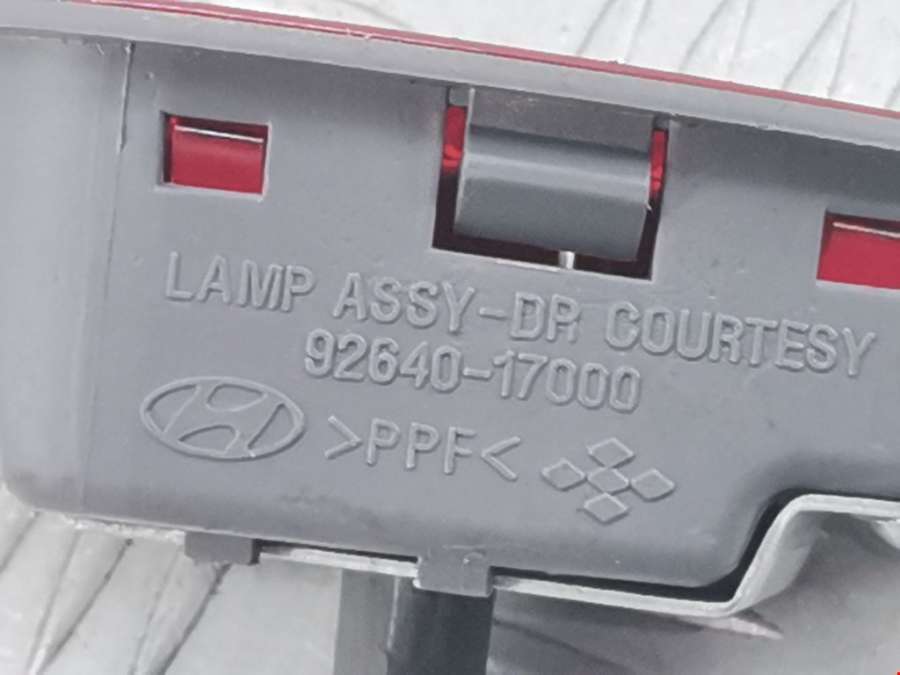 LAMP ASSY-DR COURTESY
92640-17000
>PPF<